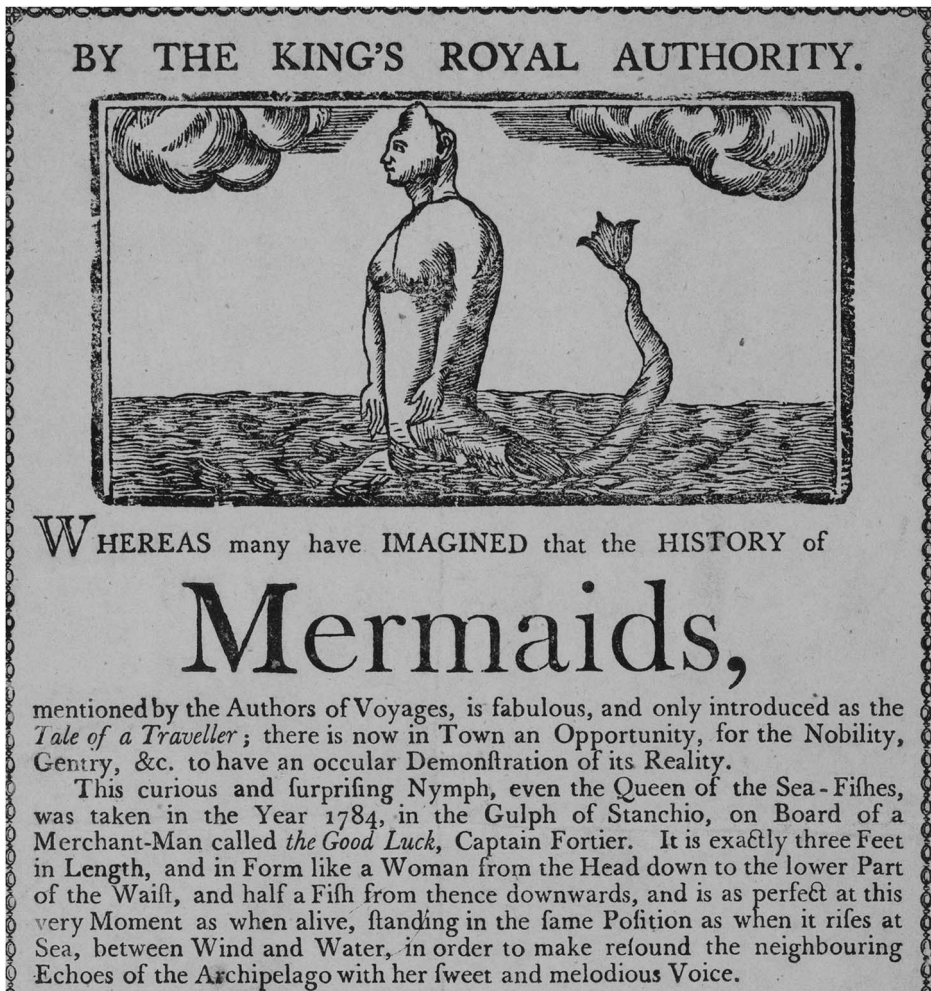 BY THE KING'S ROYAL AUTHORITY.
WHEREAS many have IMAGINED that the HISTORY of
Mermaids,
mentioned by the Authors of Voyages, is fabulous, and only introduced as the
Tale of a Traveller; there is now in Town an Opportunity, for the Nobility,
Gentry, &c. to have an occular Demonſtration of its Reality.
This curious and ſurpriſing Nymph, even the Queen of the Sea-Fiſhes,
was taken in the Year 1784, in the Gulph of Stanchio, on Board of a
Merchant-Man called the Good Luck, Captain Fortier. It is exactly three Feet
in Length, and in Form like a Woman from the Head down to the lower Part
of the Waiſt, and half a Fiſh from thence downwards, and is as perfect at this
very Moment as when alive, ſtanding in the ſame Poſition as when it riſes at
Sea, between Wind and Water, in order to make reſound the neighbouring
Echoes of the Archipelago with her ſweet and melodious Voice.